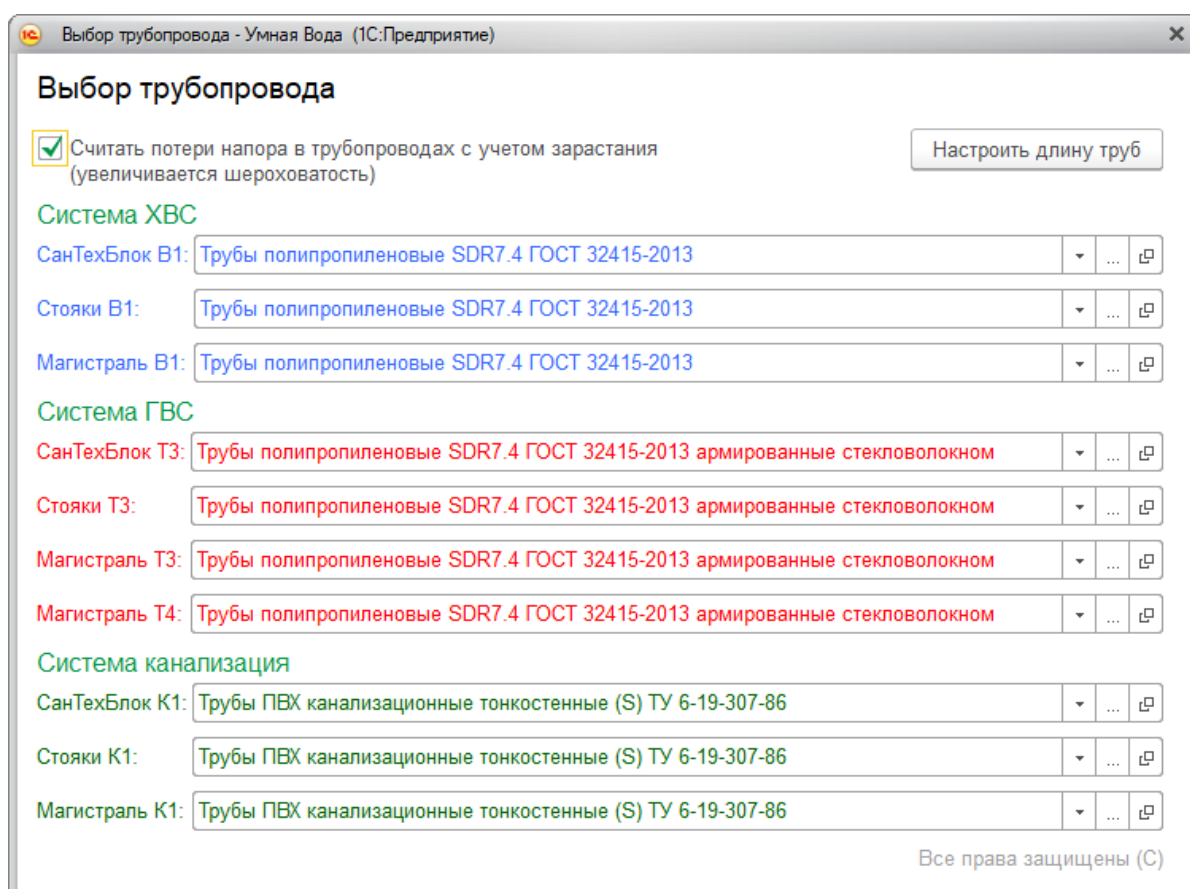 1С Выбор трубопровода - Умная Вода (1С:Предприятие)
Выбор трубопровода
Считать потери напора в трубопроводах с учетом зарастания
(увеличивается шероховатость)
Настроить длину труб
Система ХВС
СанТехБлок В1: Трубы полипропиленовые SDR7.4 ГОСТ 32415-2013 ...
Стояки В1: Трубы полипропиленовые SDR7.4 ГОСТ 32415-2013 ...
Магистраль В1: Трубы полипропиленовые SDR7.4 ГОСТ 32415-2013 ...
Система ГВС
СанТехБлок Т3: Трубы полипропиленовые SDR7.4 ГОСТ 32415-2013 армированные стекловолокном ...
Стояки Т3: Трубы полипропиленовые SDR7.4 ГОСТ 32415-2013 армированные стекловолокном ...
Магистраль Т3: Трубы полипропиленовые SDR7.4 ГОСТ 32415-2013 армированные стекловолокном ...
Магистраль Т4: Трубы полипропиленовые SDR7.4 ГОСТ 32415-2013 армированные стекловолокном ...
Система канализация
СанТехБлок К1: Трубы ПВХ канализационные тонкостенные (S) ТУ 6-19-307-86 ...
Стояки К1: Трубы ПВХ канализационные тонкостенные (S) ТУ 6-19-307-86 ...
Магистраль К1: Трубы ПВХ канализационные тонкостенные (S) ТУ 6-19-307-86 ...
Все права защищены (С)